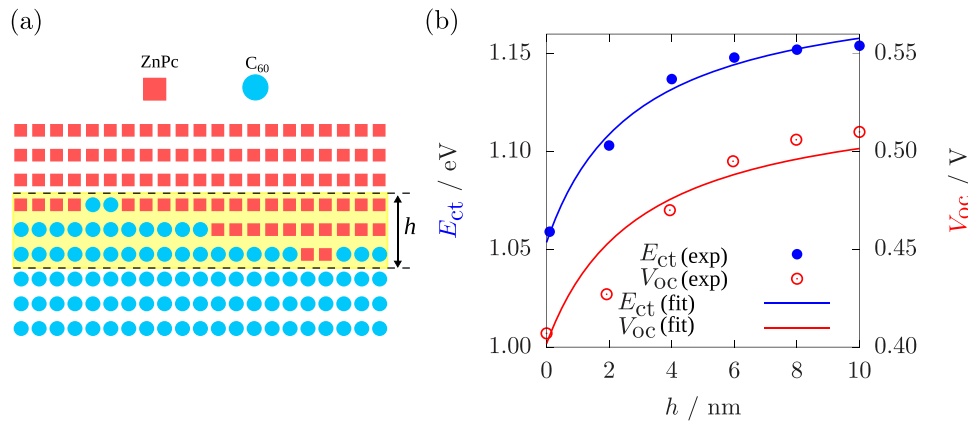 (a)
ZnPc
C60
h
(b)
1.15
1.10
1.05
1.00
Ect / eV
0.55
0.50
0.45
0.40
Voc / V
Ect (exp)
Voc (exp)
Ect (fit)
Voc (fit)
0 2 4 6 8 10
h / nm